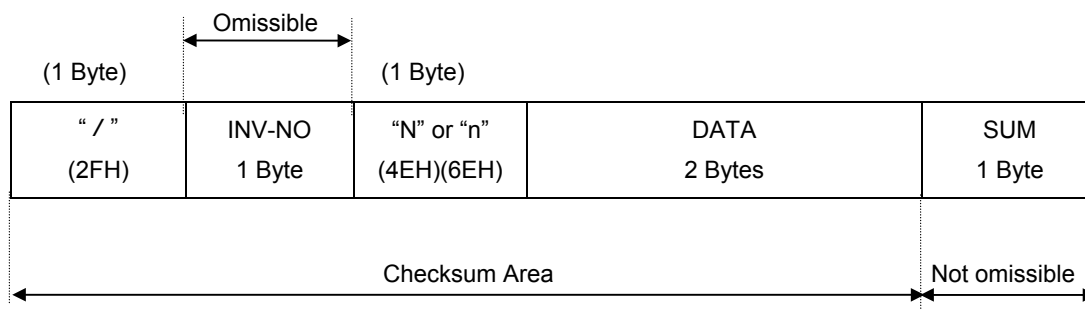 Omissible
(1 Byte) (1 Byte)
“ / ” INV-NO “N” or “n” DATA SUM
(2FH) 1 Byte (4EH)(6EH) 2 Bytes 1 Byte
Checksum Area Not omissible